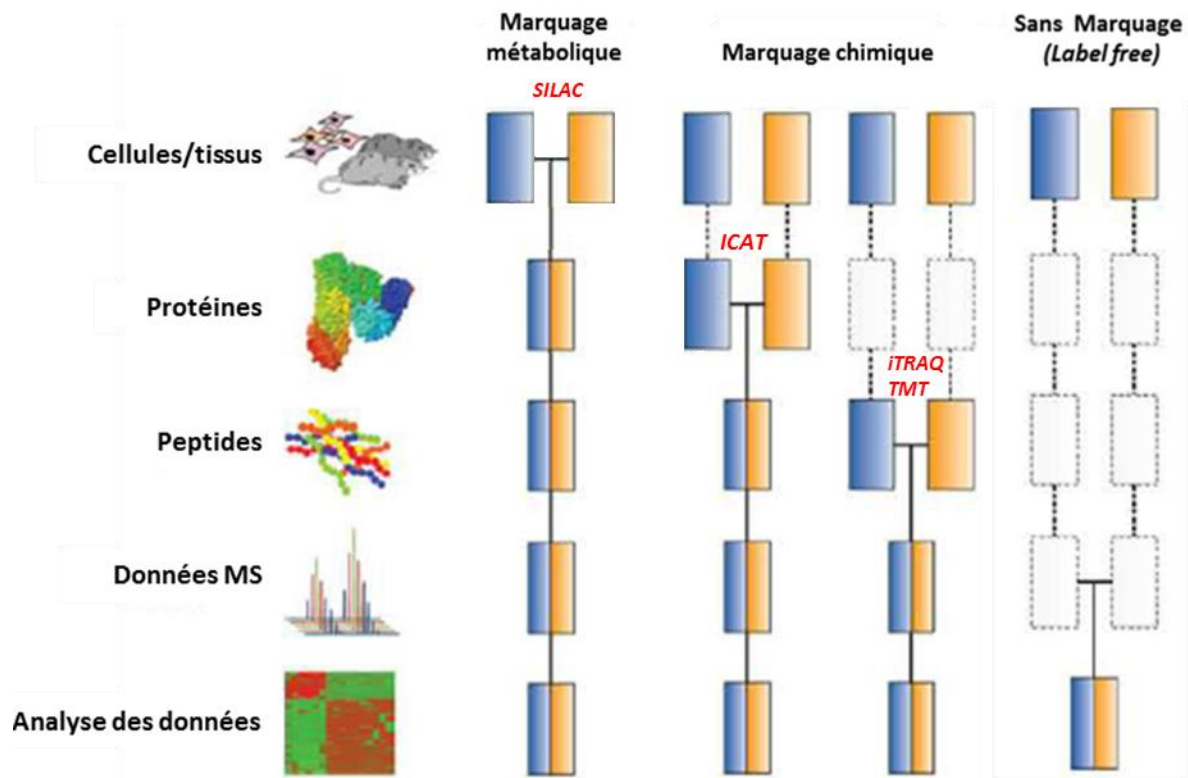 Marquage
métabolique
Marquage chimique
Sans Marquage
(Label free)
SILAC
Cellules/tissus
ICAT
Protéines
iTRAQ
TMT
Peptides
Données MS
Analyse des données